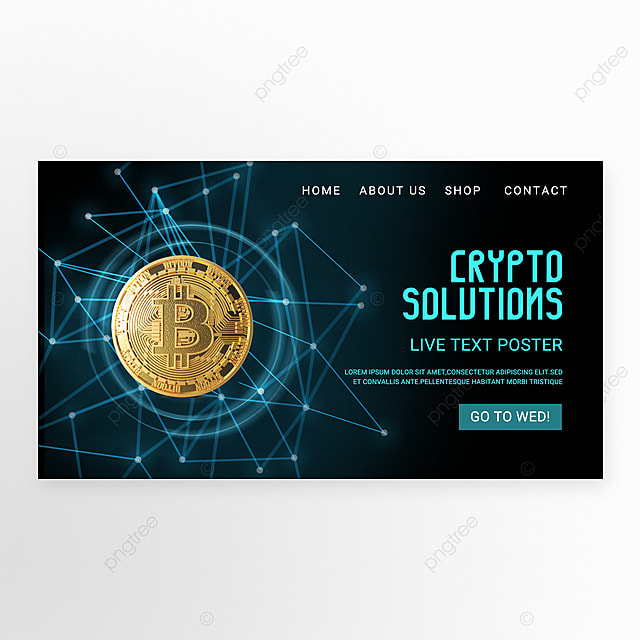 HOME ABOUT US SHOP CONTACT
CRYPTO
SOLUTIONS
LIVE TEXT POSTER
LOREM IPSUM DOLOR SIT AMET,CONSECTETUR ADIPISCING ELIT.SED
ET CONVALLIS ANTE.PELLENTESQUE HABITANT MORBI TRISTIQUE
GO TO WED!
B
pngtree